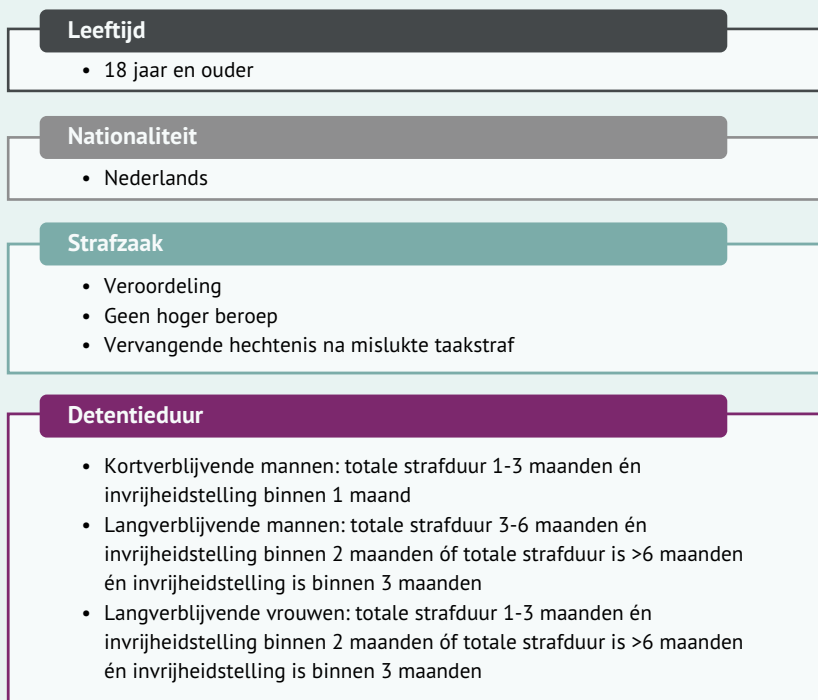 Leeftijd
• 18 jaar en ouder
Nationaliteit
• Nederlands
Strafzaak
• Veroordeling
• Geen hoger beroep
• Vervangende hechtenis na mislukte taakstraf
Detentieduur
• Kortverblijvende mannen: totale strafduur 1-3 maanden én
invrijheidstelling binnen 1 maand
• Langverblijvende mannen: totale strafduur 3-6 maanden én
invrijheidstelling binnen 2 maanden óf totale strafduur is >6 maanden
én invrijheidstelling is binnen 3 maanden
• Langverblijvende vrouwen: totale strafduur 1-3 maanden én
invrijheidstelling binnen 2 maanden óf totale strafduur is >6 maanden
én invrijheidstelling is binnen 3 maanden